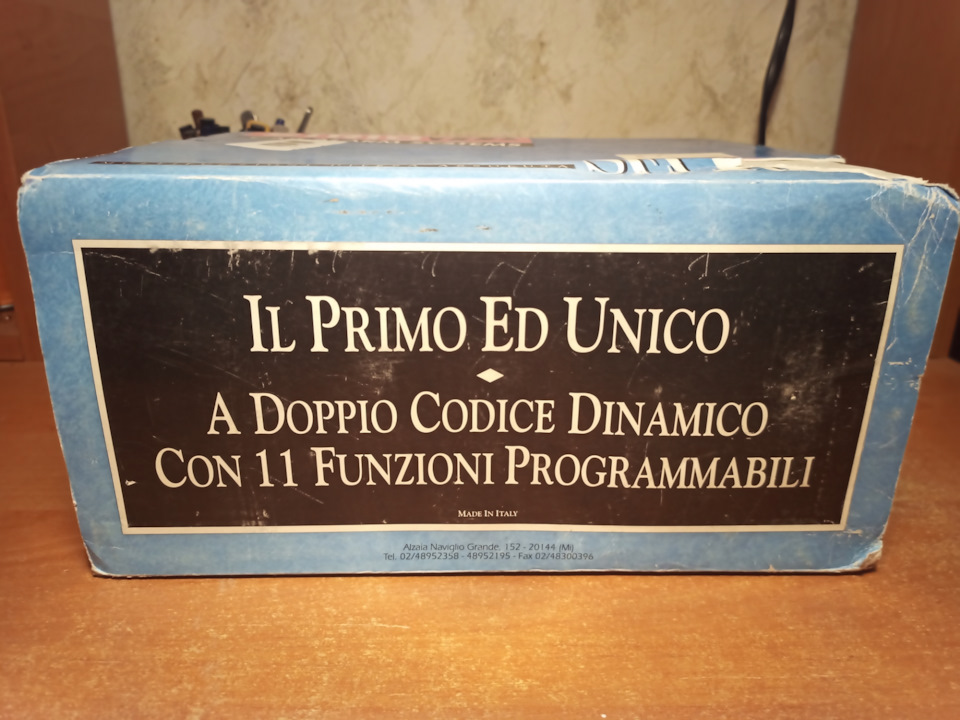 Il Primo Ed Unico
A Doppio Codice Dinamico
Con 11 Funzioni Programmabili
Made In Italy
Alzaia Naviglio Grande, 152 - 20144 (Mi)
Tel. 02/48952358 - 48952195 - Fax 02/48300396